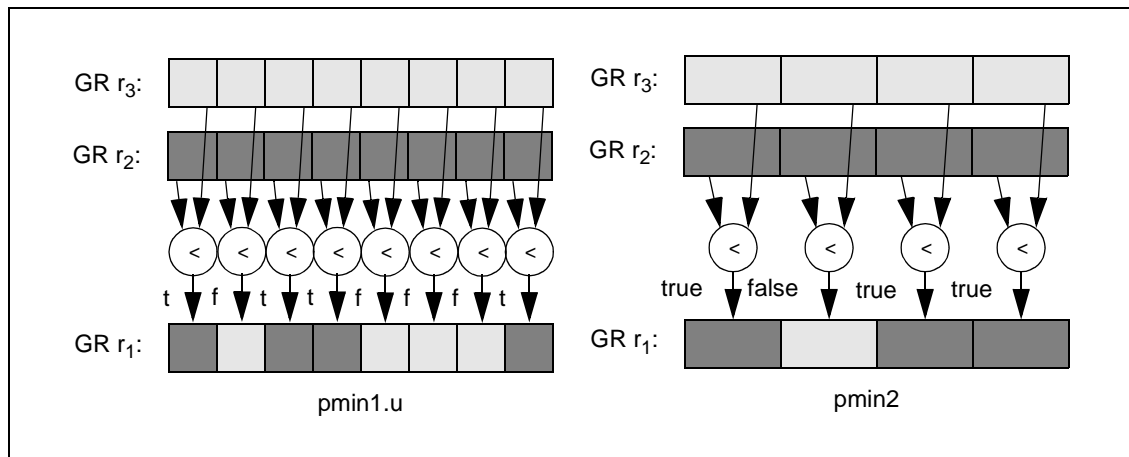 GR r3:
GR r2:
< < < < < < < <
t f t t f f f t
GR r1:
pmin1.u
GR r3:
GR r2:
< < < <
true false true true
GR r1:
pmin2